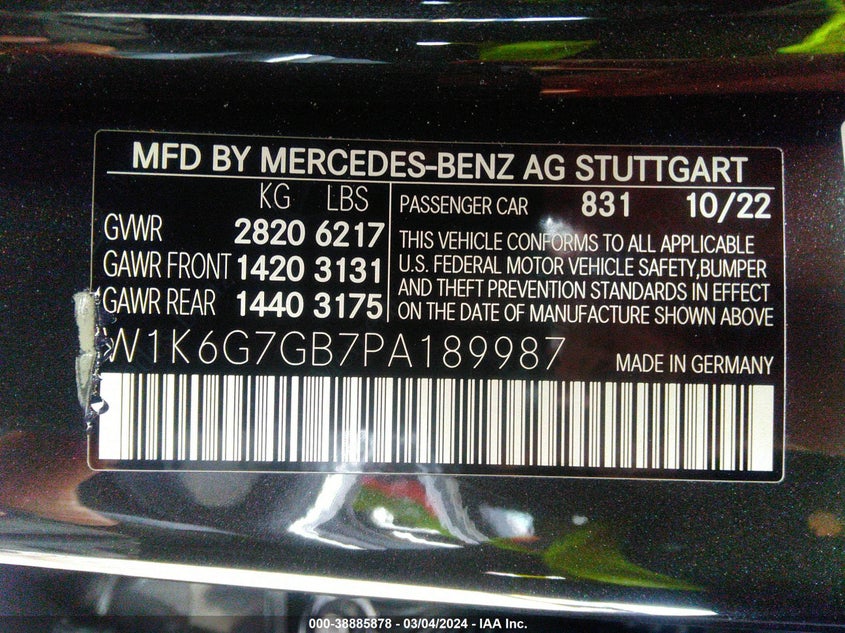 MFD BY MERCEDES-BENZ AG STUTTGART
KG LBS
GVWR 2820 6217
GAWR FRONT 1420 3131
GAWR REAR 1440 3175
PASSENGER CAR 831 10/22
THIS VEHICLE CONFORMS TO ALL APPLICABLE
U.S. FEDERAL MOTOR VEHICLE SAFETY,BUMPER
AND THEFT PREVENTION STANDARDS IN EFFECT
ON THE DATE OF MANUFACTURE SHOWN ABOVE
W1K6G7GB7PA189987
MADE IN GERMANY
000-38885878 - 03/04/2024 - IAA Inc.